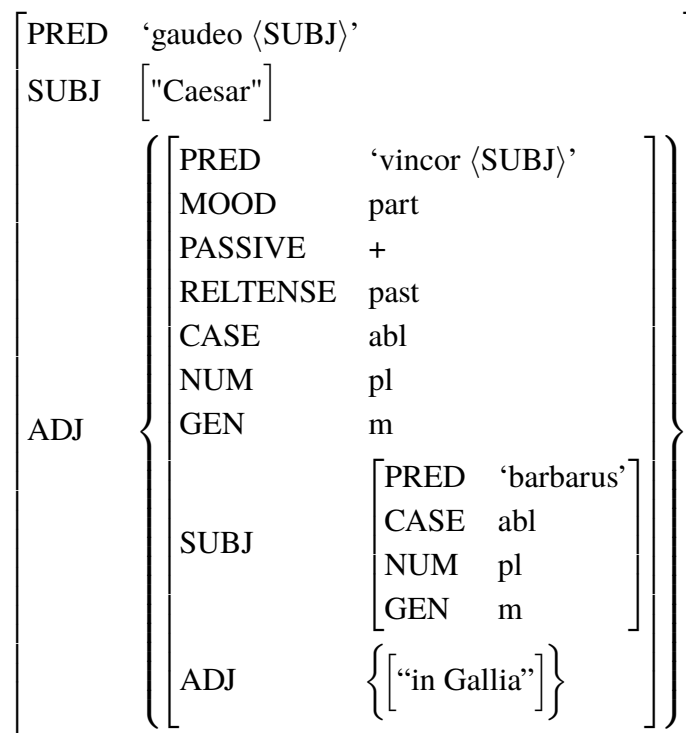 PRED ‘gaudeo ⟨SUBJ⟩’
SUBJ ["Caesar"]
PRED ‘vincor ⟨SUBJ⟩’
MOOD part
PASSIVE +
RELTENSE past
CASE abl
NUM pl
GEN m
ADJ
PRED ‘barbarus’
CASE abl
SUBJ
NUM pl
GEN m
ADJ {[“in Gallia”]}